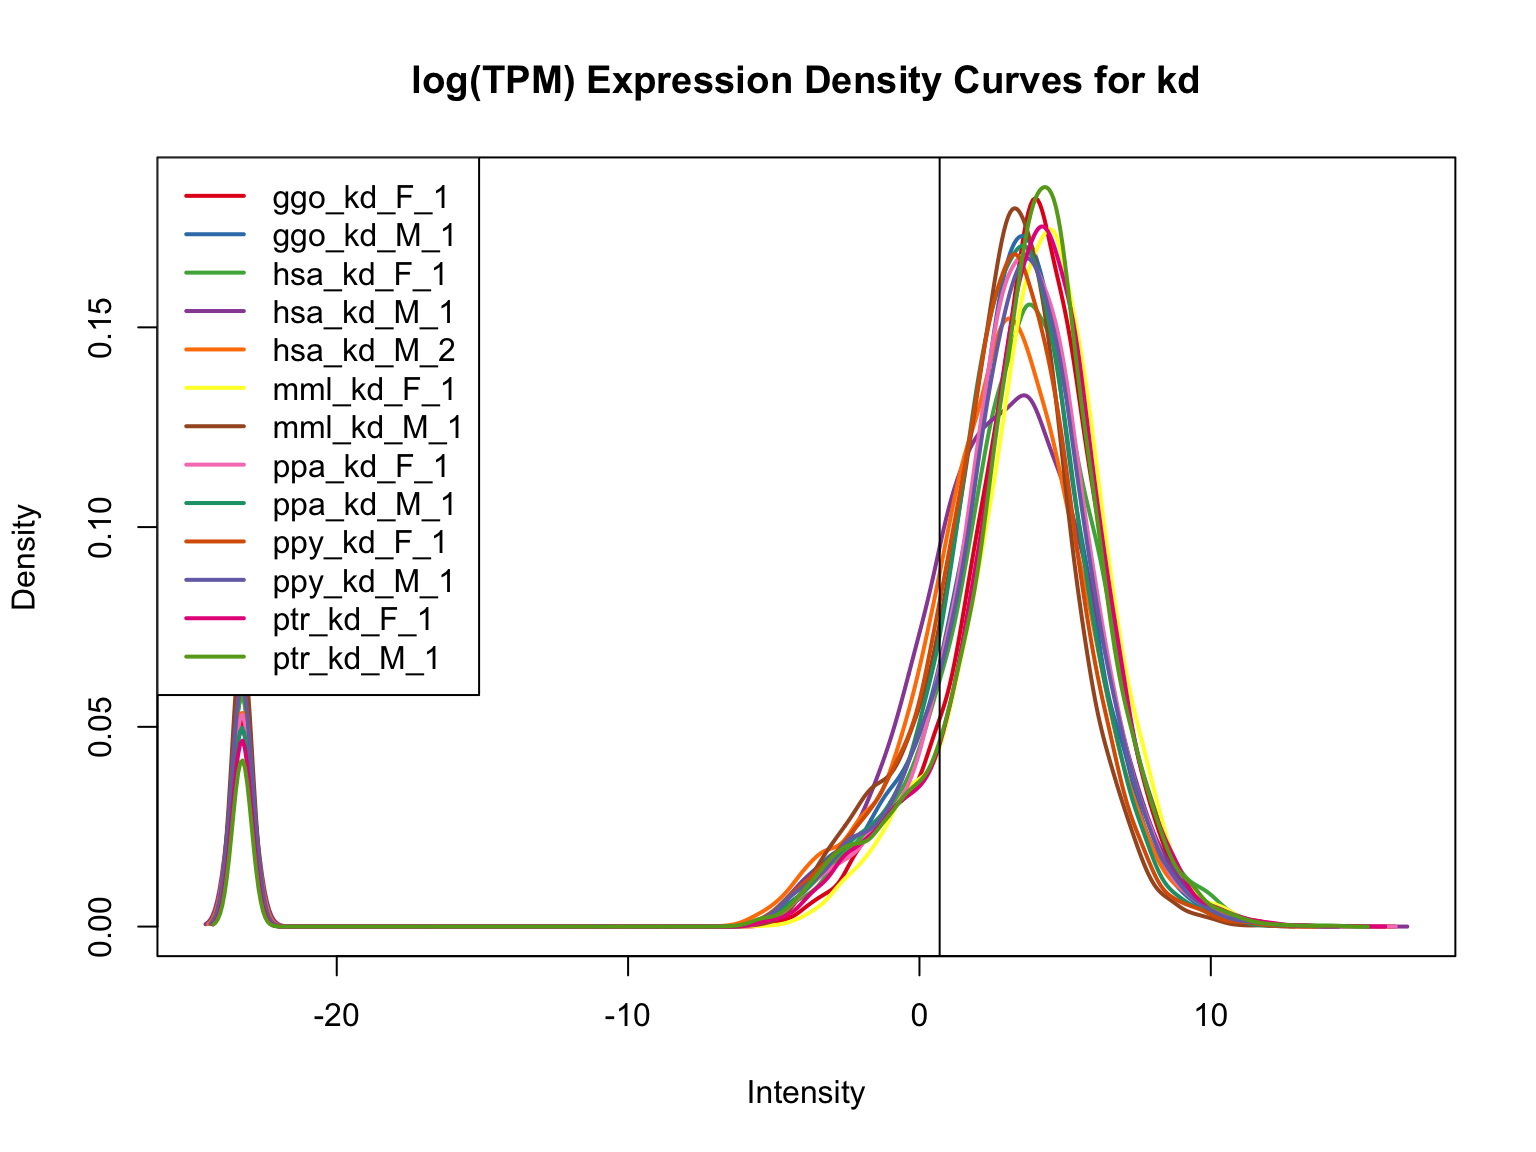 log(TPM) Expression Density Curves for kd
ggo_kd_F_1
ggo_kd_M_1
hsa_kd_F_1
hsa_kd_M_1
hsa_kd_M_2
mml_kd_F_1
mml_kd_M_1
ppa_kd_F_1
ppa_kd_M_1
ppy_kd_F_1
ppy_kd_M_1
ptr_kd_F_1
ptr_kd_M_1
Density
0.15
0.10
0.05
0.00
-20
-10
0
10
Intensity